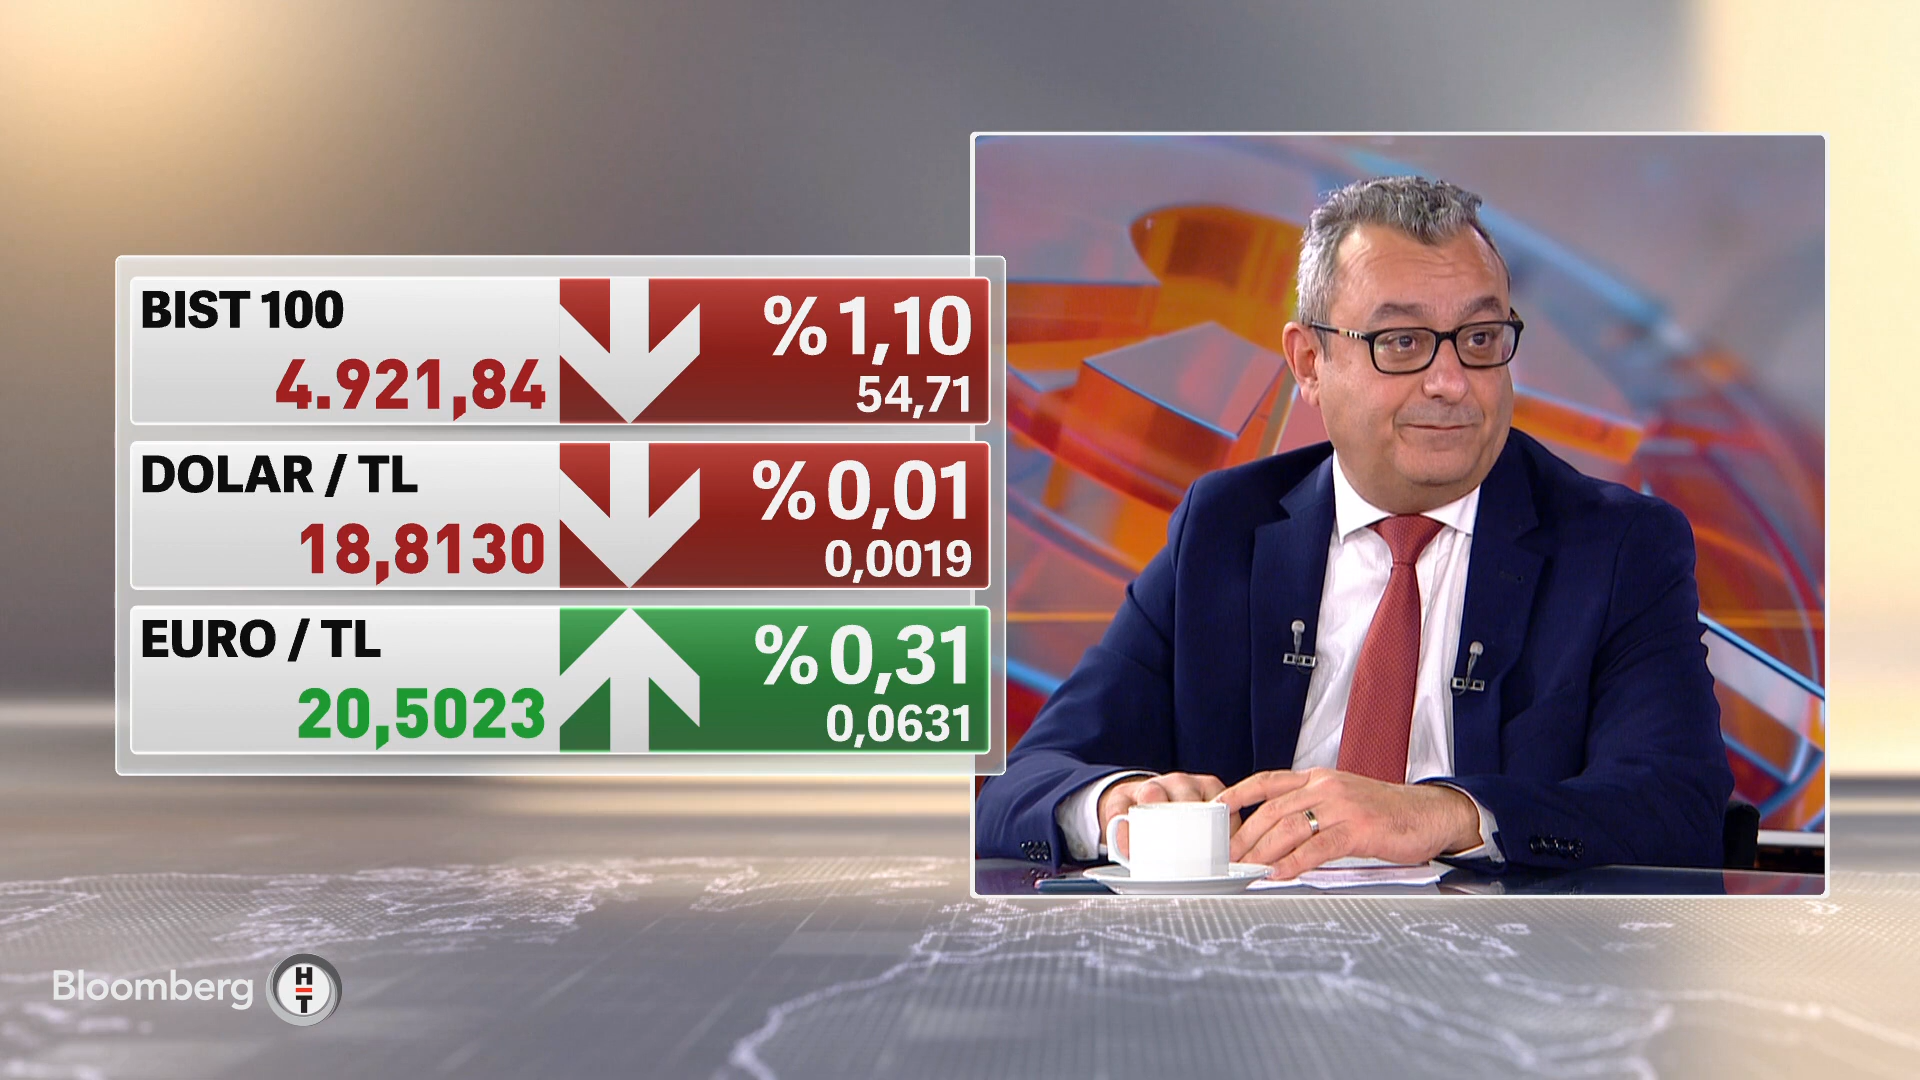 BIST 100
4.921,84
%1,10
54,71
DOLAR / TL
18,8130
%0,01
0,0019
EURO / TL
20,5023
%0,31
0,0631
Bloomberg HT